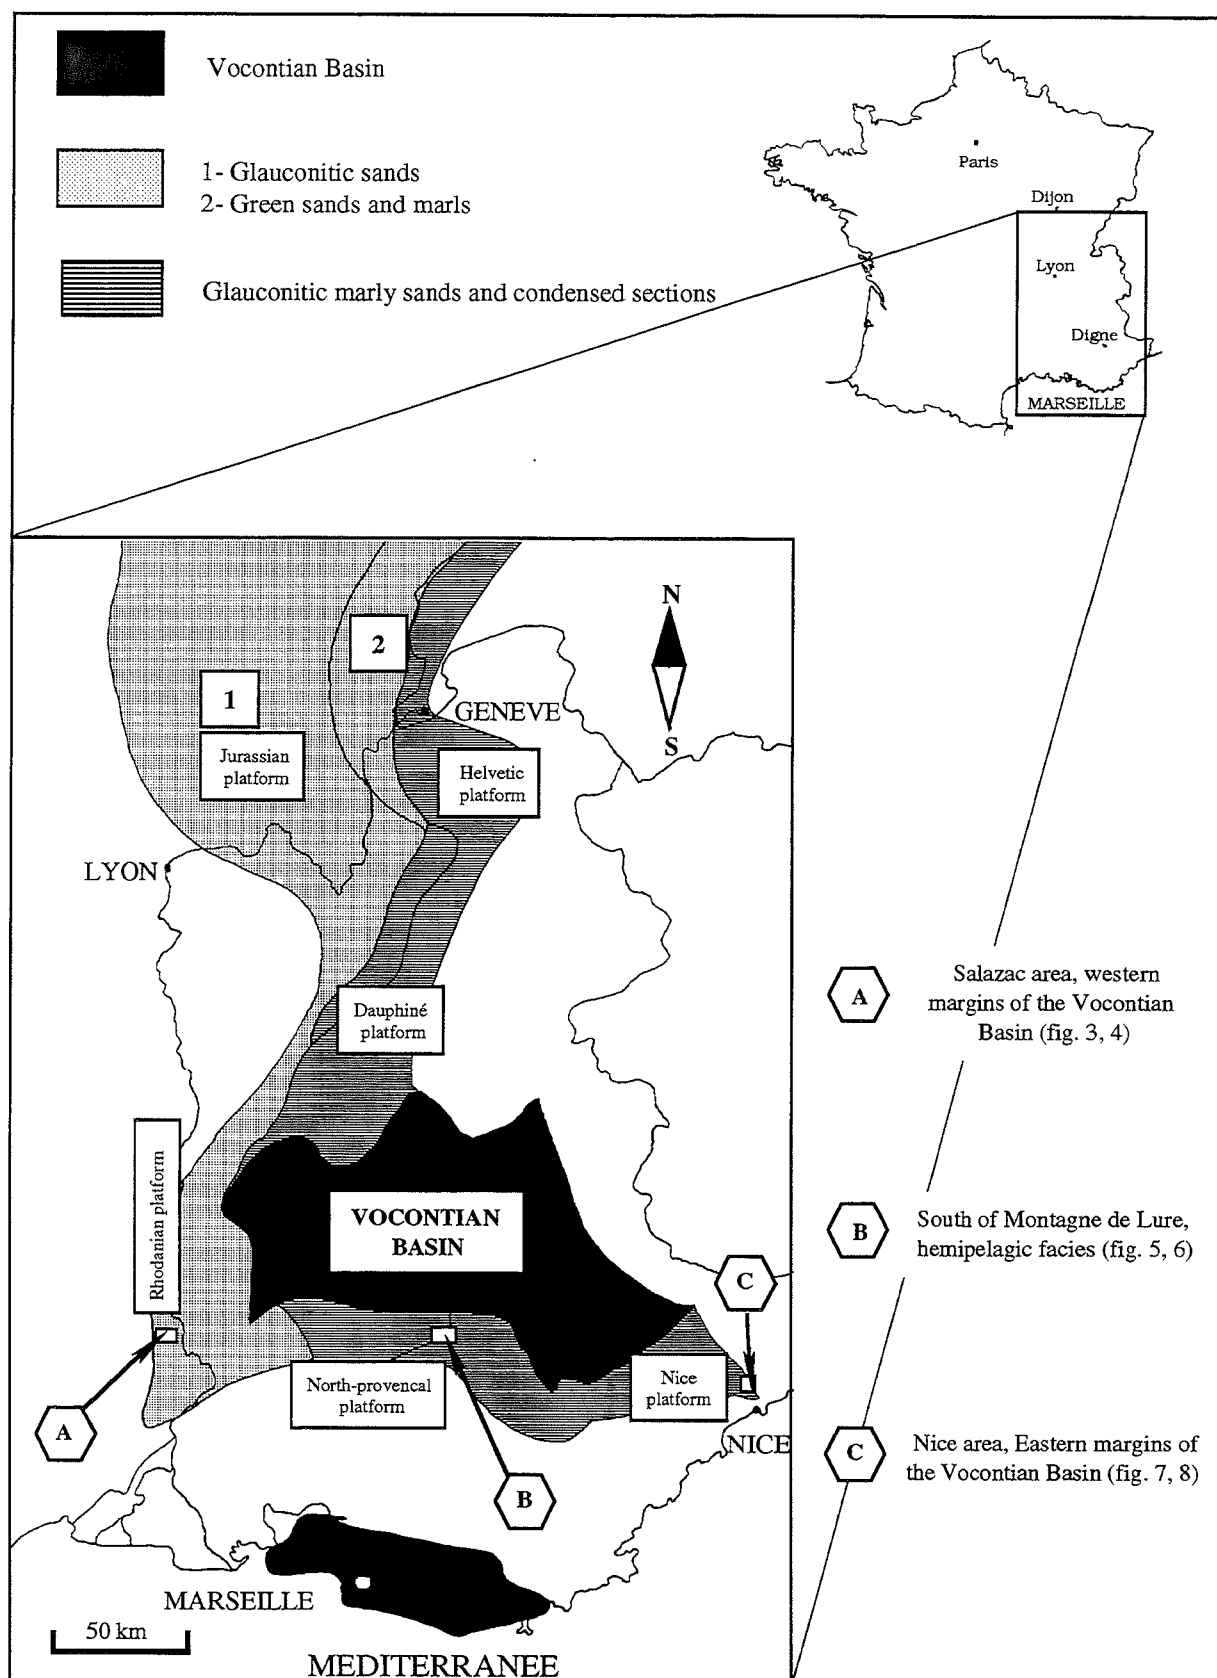 Vocontian Basin
1- Glauconitic sands
2- Green sands and marls
Glauconitic marly sands and condensed sections
Paris
Dijon
Lyon
Digne
MARSEILLE
N
S
2
1
GENEVE
Jurassian
platform
Helvetic
platform
LYON
Dauphiné
platform
Rhodanian platform
VOCONTIAN
BASIN
C
North-provencal
platform
Nice
platform
A
NICE
B
MARSEILLE
50 km
MEDITERRANEE
A
Salazac area, western
margins of the Vocontian
Basin (fig. 3, 4)
B
South of Montagne de Lure,
hemipelagic facies (fig. 5, 6)
C
Nice area, Eastern margins of
the Vocontian Basin (fig. 7, 8)